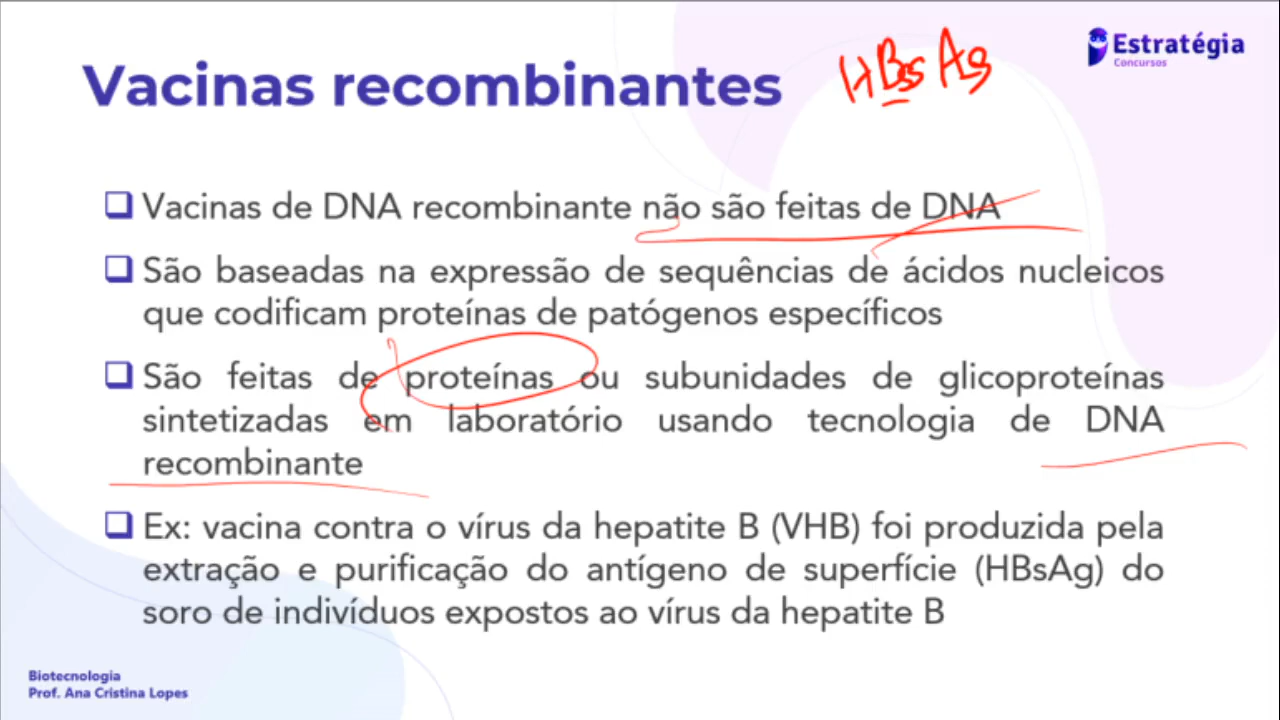 Vacinas recombinantes
HBsAg
Estratégia
Concursos
Vacinas de DNA recombinante não são feitas de DNA
São baseadas na expressão de sequências de ácidos nucleicos
que codificam proteínas de patógenos específicos
São feitas de proteínas ou subunidades de glicoproteínas
sintetizadas em laboratório usando tecnologia de DNA
recombinante
Ex: vacina contra o vírus da hepatite B (VHB) foi produzida pela
extração e purificação do antígeno de superfície (HBsAg) do
soro de indivíduos expostos ao vírus da hepatite B
Biotecnologia
Prof. Ana Cristina Lopes